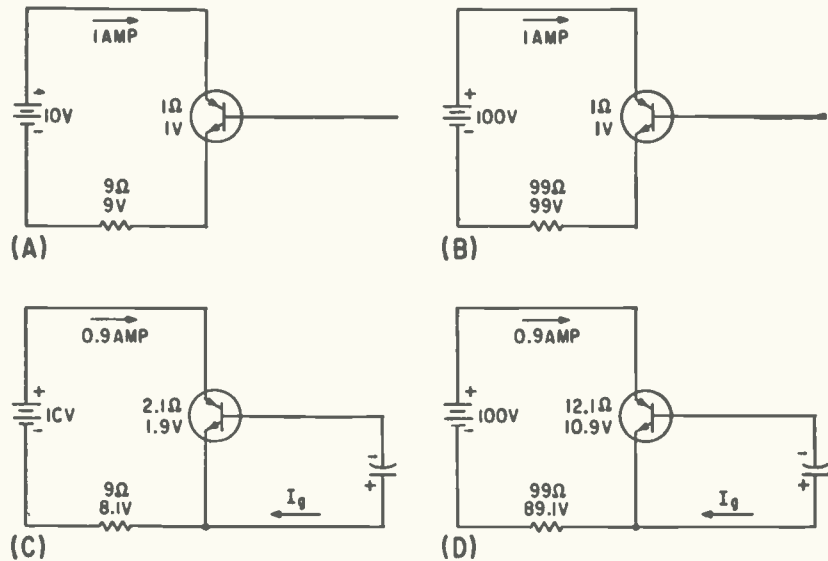 1AMP
1Ω
1V
+
10V
-
9Ω
9V
(A)
1AMP
1Ω
1V
+
100V
-
99Ω
99V
(B)
0.9AMP
2.1Ω
1.9V
+
1CV
-
-
+
9Ω
8.1V
Ig
(C)
0.9AMP
12.1Ω
10.9V
+
100V
-
-
+
99Ω
89.1V
Ig
(D)